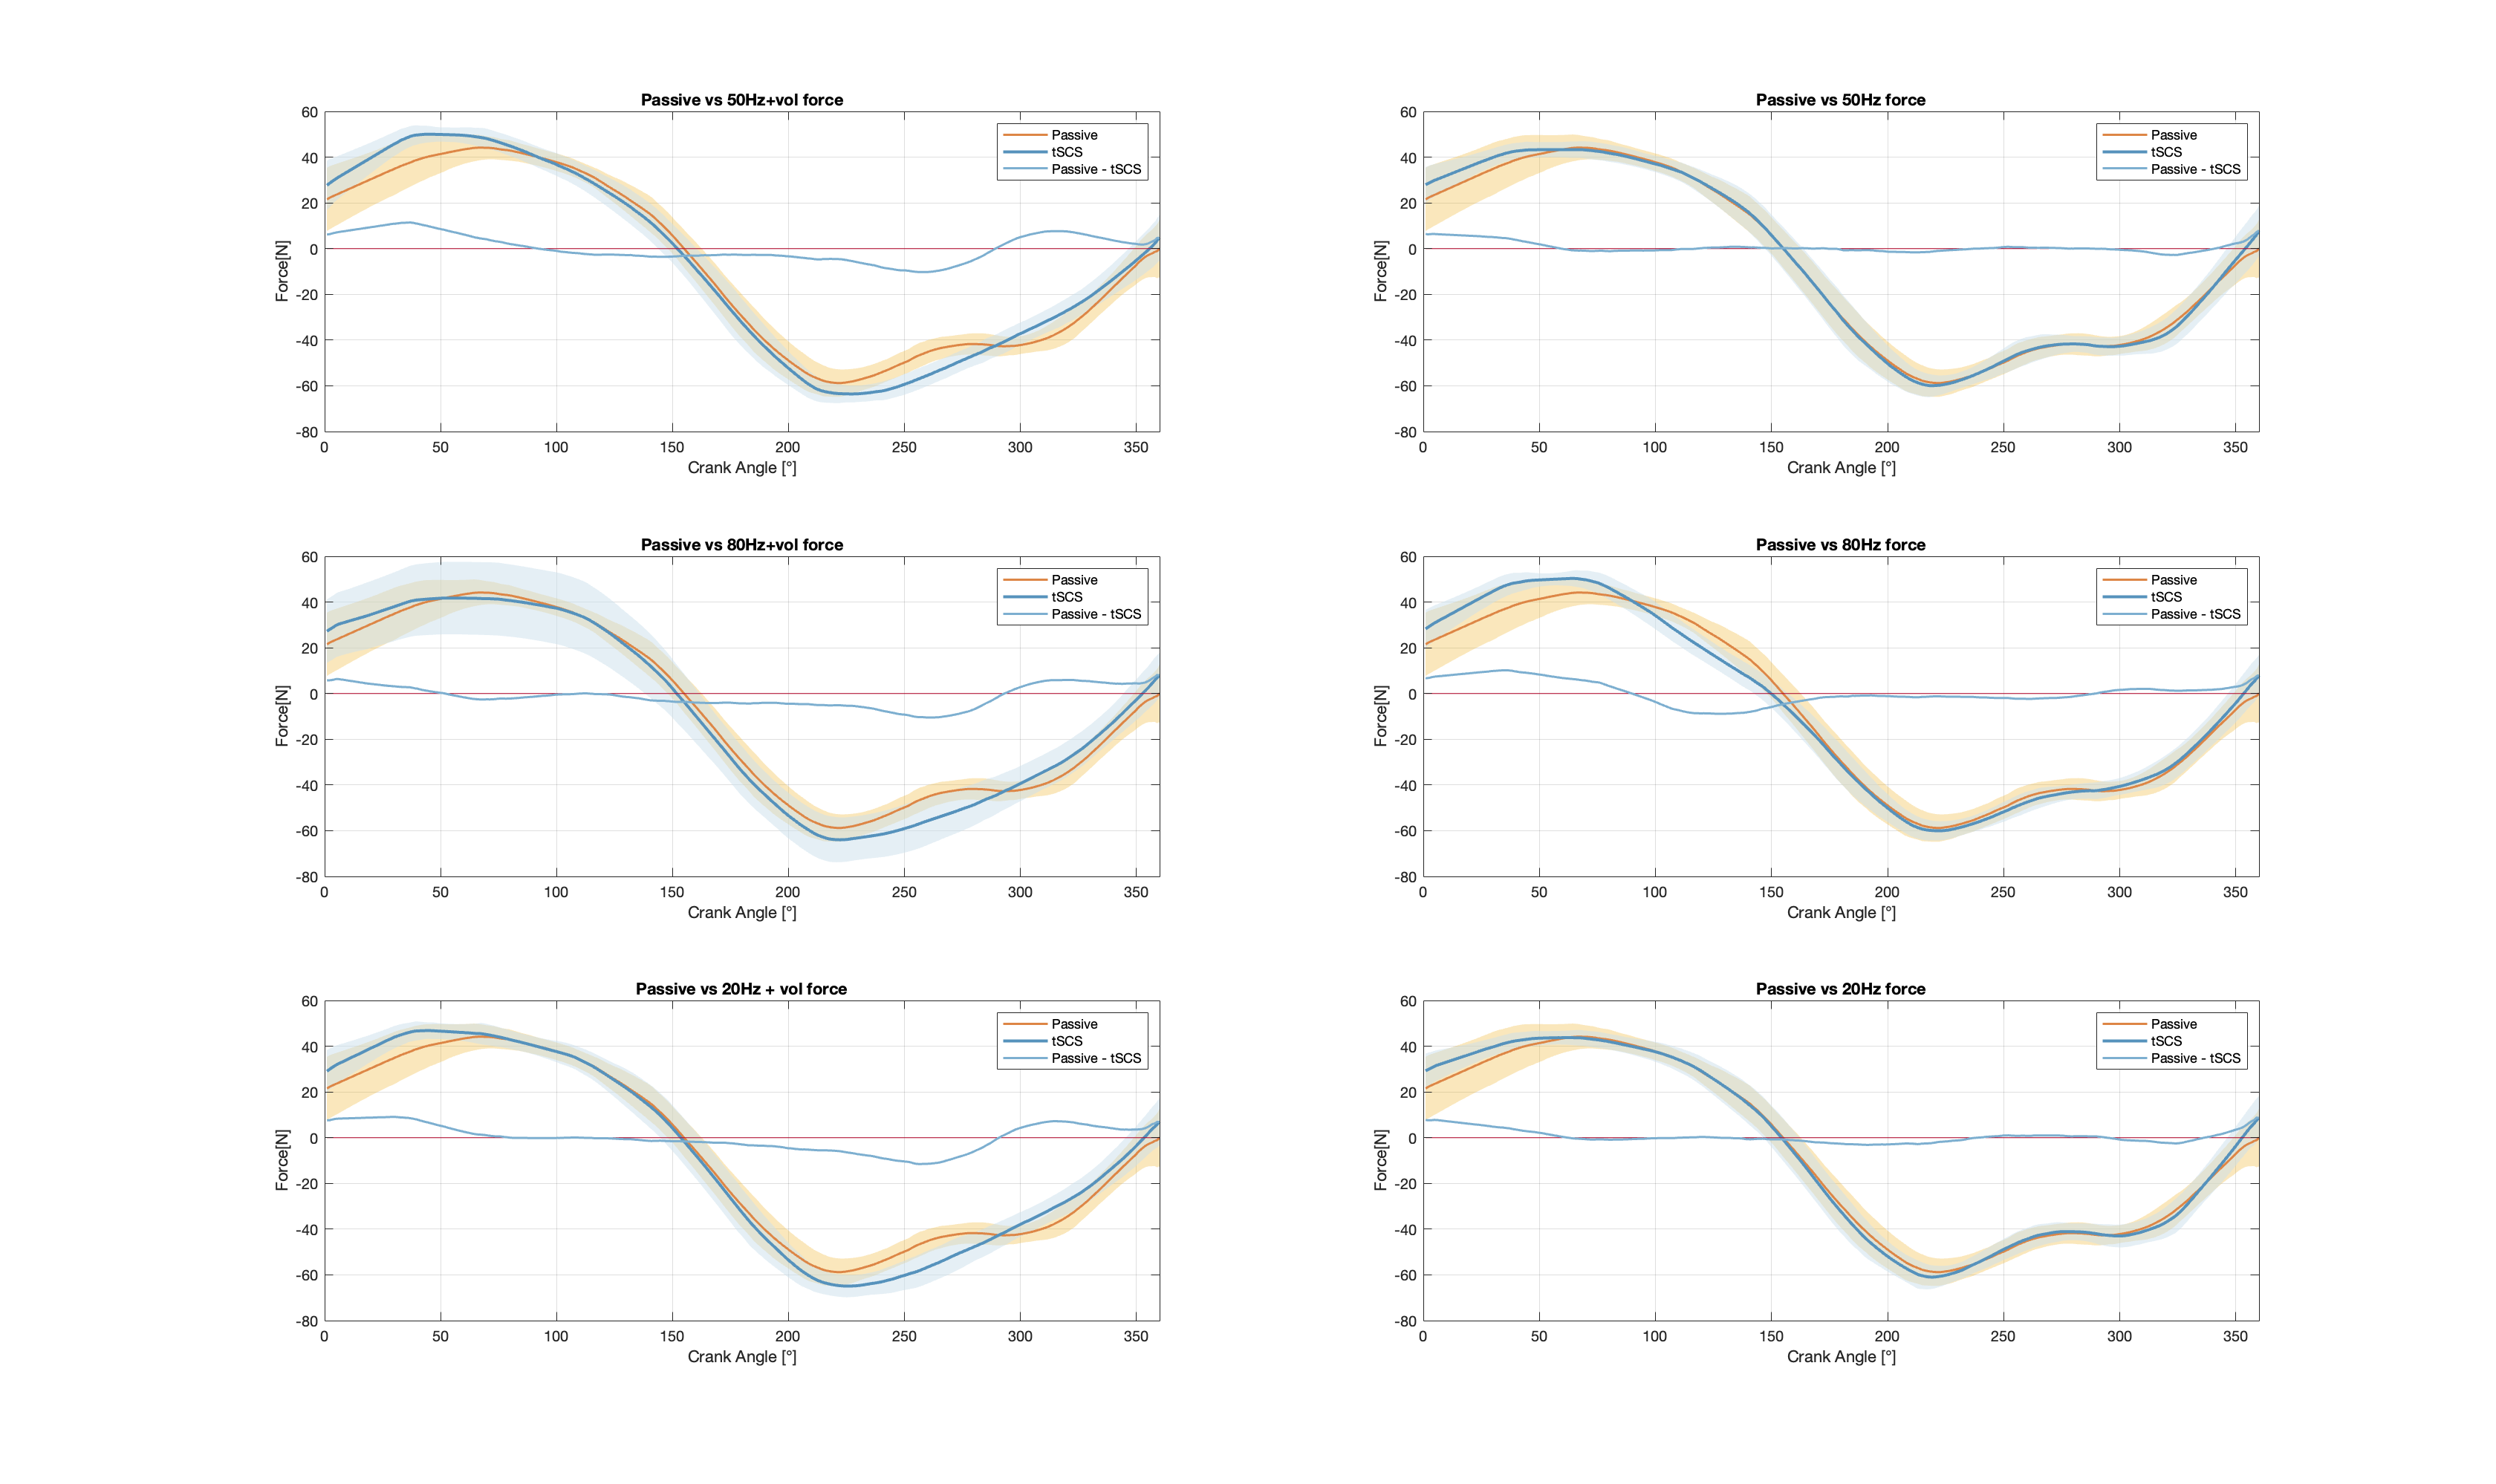 Passive vs 50Hz+vol force
60
40
20
0
-20
-40
-60
-80
Force[N]
0 50 100 150 200 250 300 350
Crank Angle [°]
Passive
tSCS
Passive - tSCS
Passive vs 50Hz force
60
40
20
0
-20
-40
-60
-80
Force[N]
0 50 100 150 200 250 300 350
Crank Angle [°]
Passive
tSCS
Passive - tSCS
Passive vs 80Hz+vol force
60
40
20
0
-20
-40
-60
-80
Force[N]
0 50 100 150 200 250 300 350
Crank Angle [°]
Passive
tSCS
Passive - tSCS
Passive vs 80Hz force
60
40
20
0
-20
-40
-60
-80
Force[N]
0 50 100 150 200 250 300 350
Crank Angle [°]
Passive
tSCS
Passive - tSCS
Passive vs 20Hz + vol force
60
40
20
0
-20
-40
-60
-80
Force[N]
0 50 100 150 200 250 300 350
Crank Angle [°]
Passive
tSCS
Passive - tSCS
Passive vs 20Hz force
60
40
20
0
-20
-40
-60
-80
Force[N]
0 50 100 150 200 250 300 350
Crank Angle [°]
Passive
tSCS
Passive - tSCS